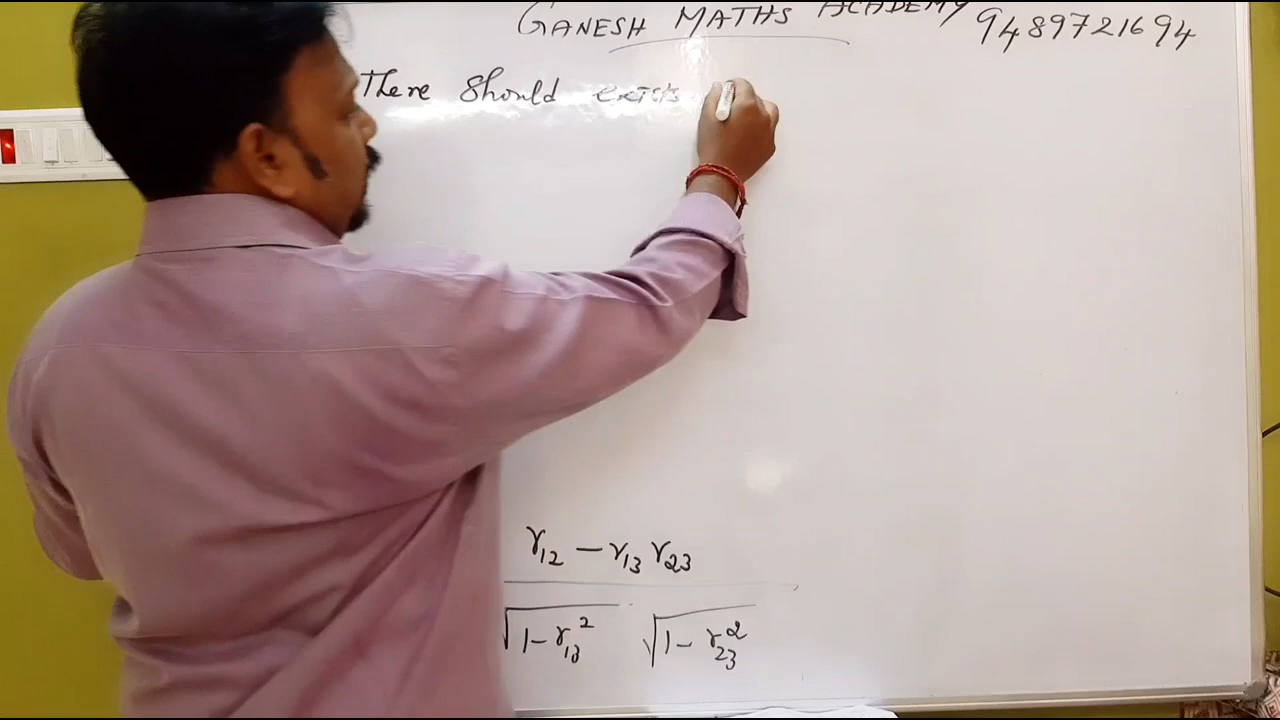 GANESH MATHS ACADEMY 9489721694
There should exists
r₁₂ - r₁₃ r₂₃
√1-r₁₃² √1-r₂₃²